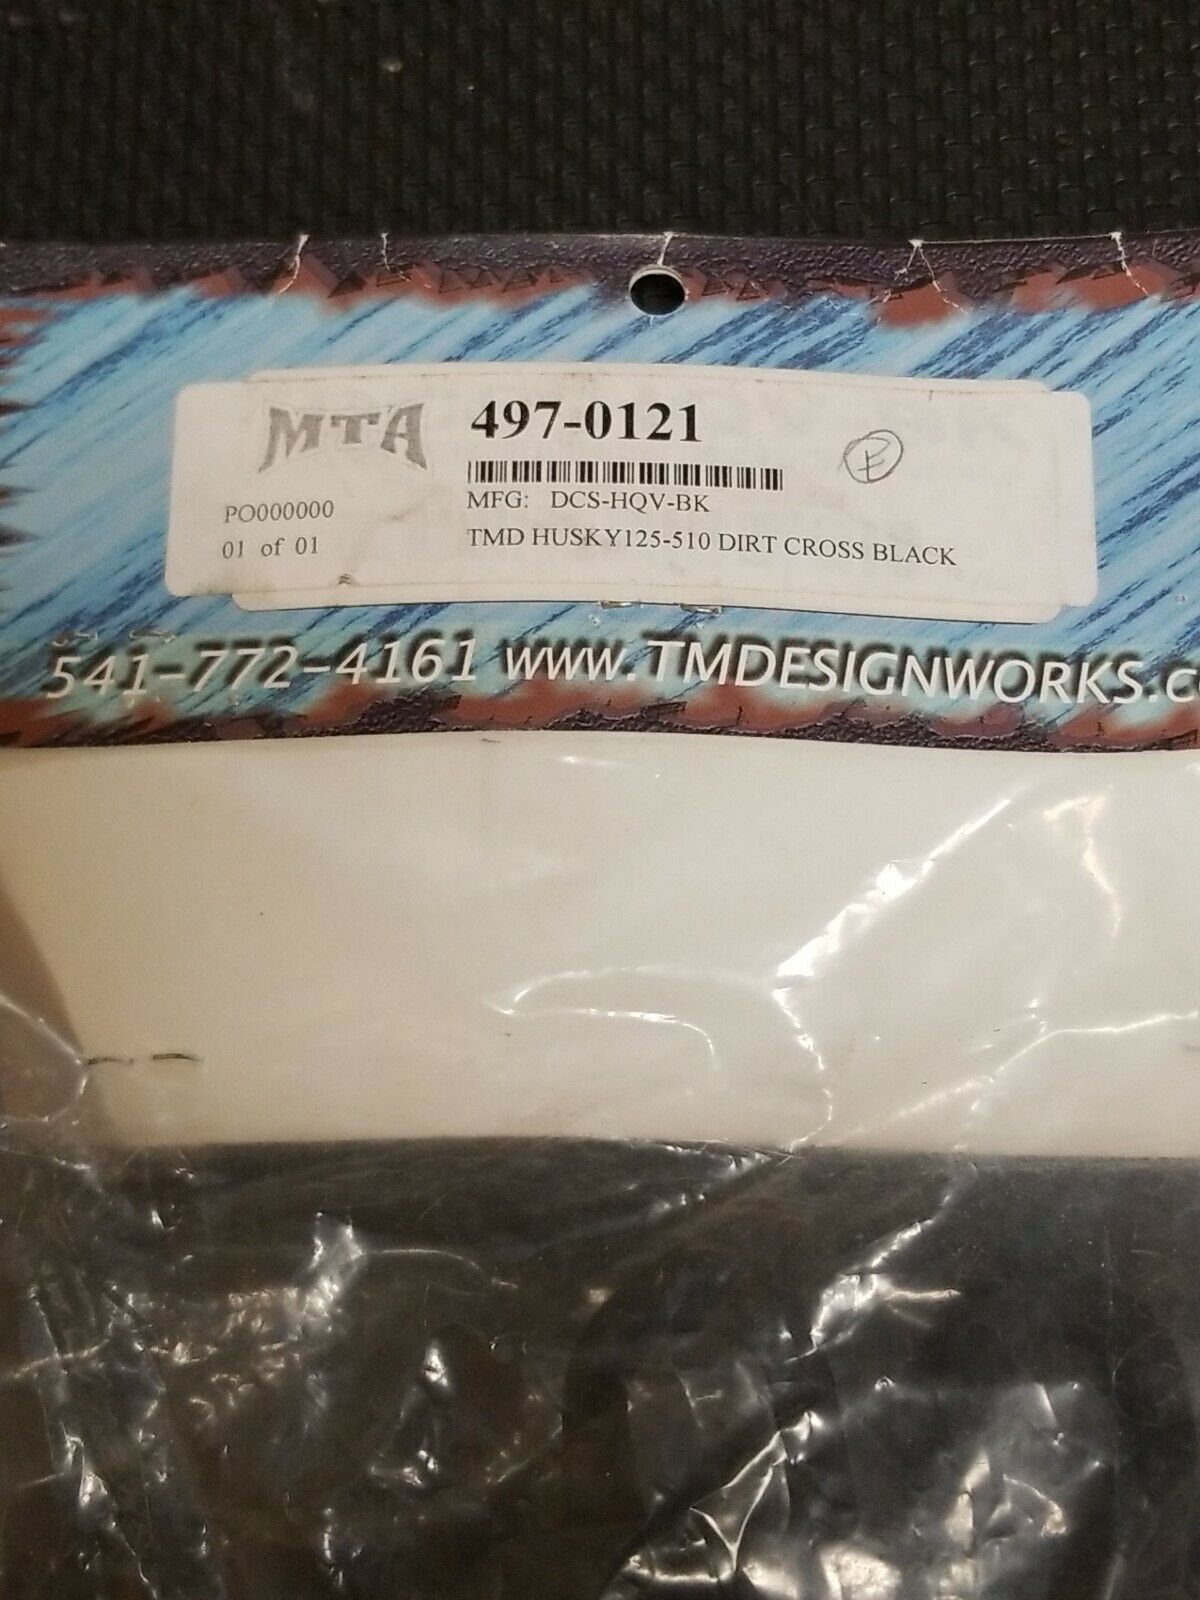 MTA
497-0121
E
MFG: DCS-HQV-BK
PO000000
01 of 01
TMD HUSKY125-510 DIRT CROSS BLACK
541-772-4161 www.TMDESIGNWORKS.c